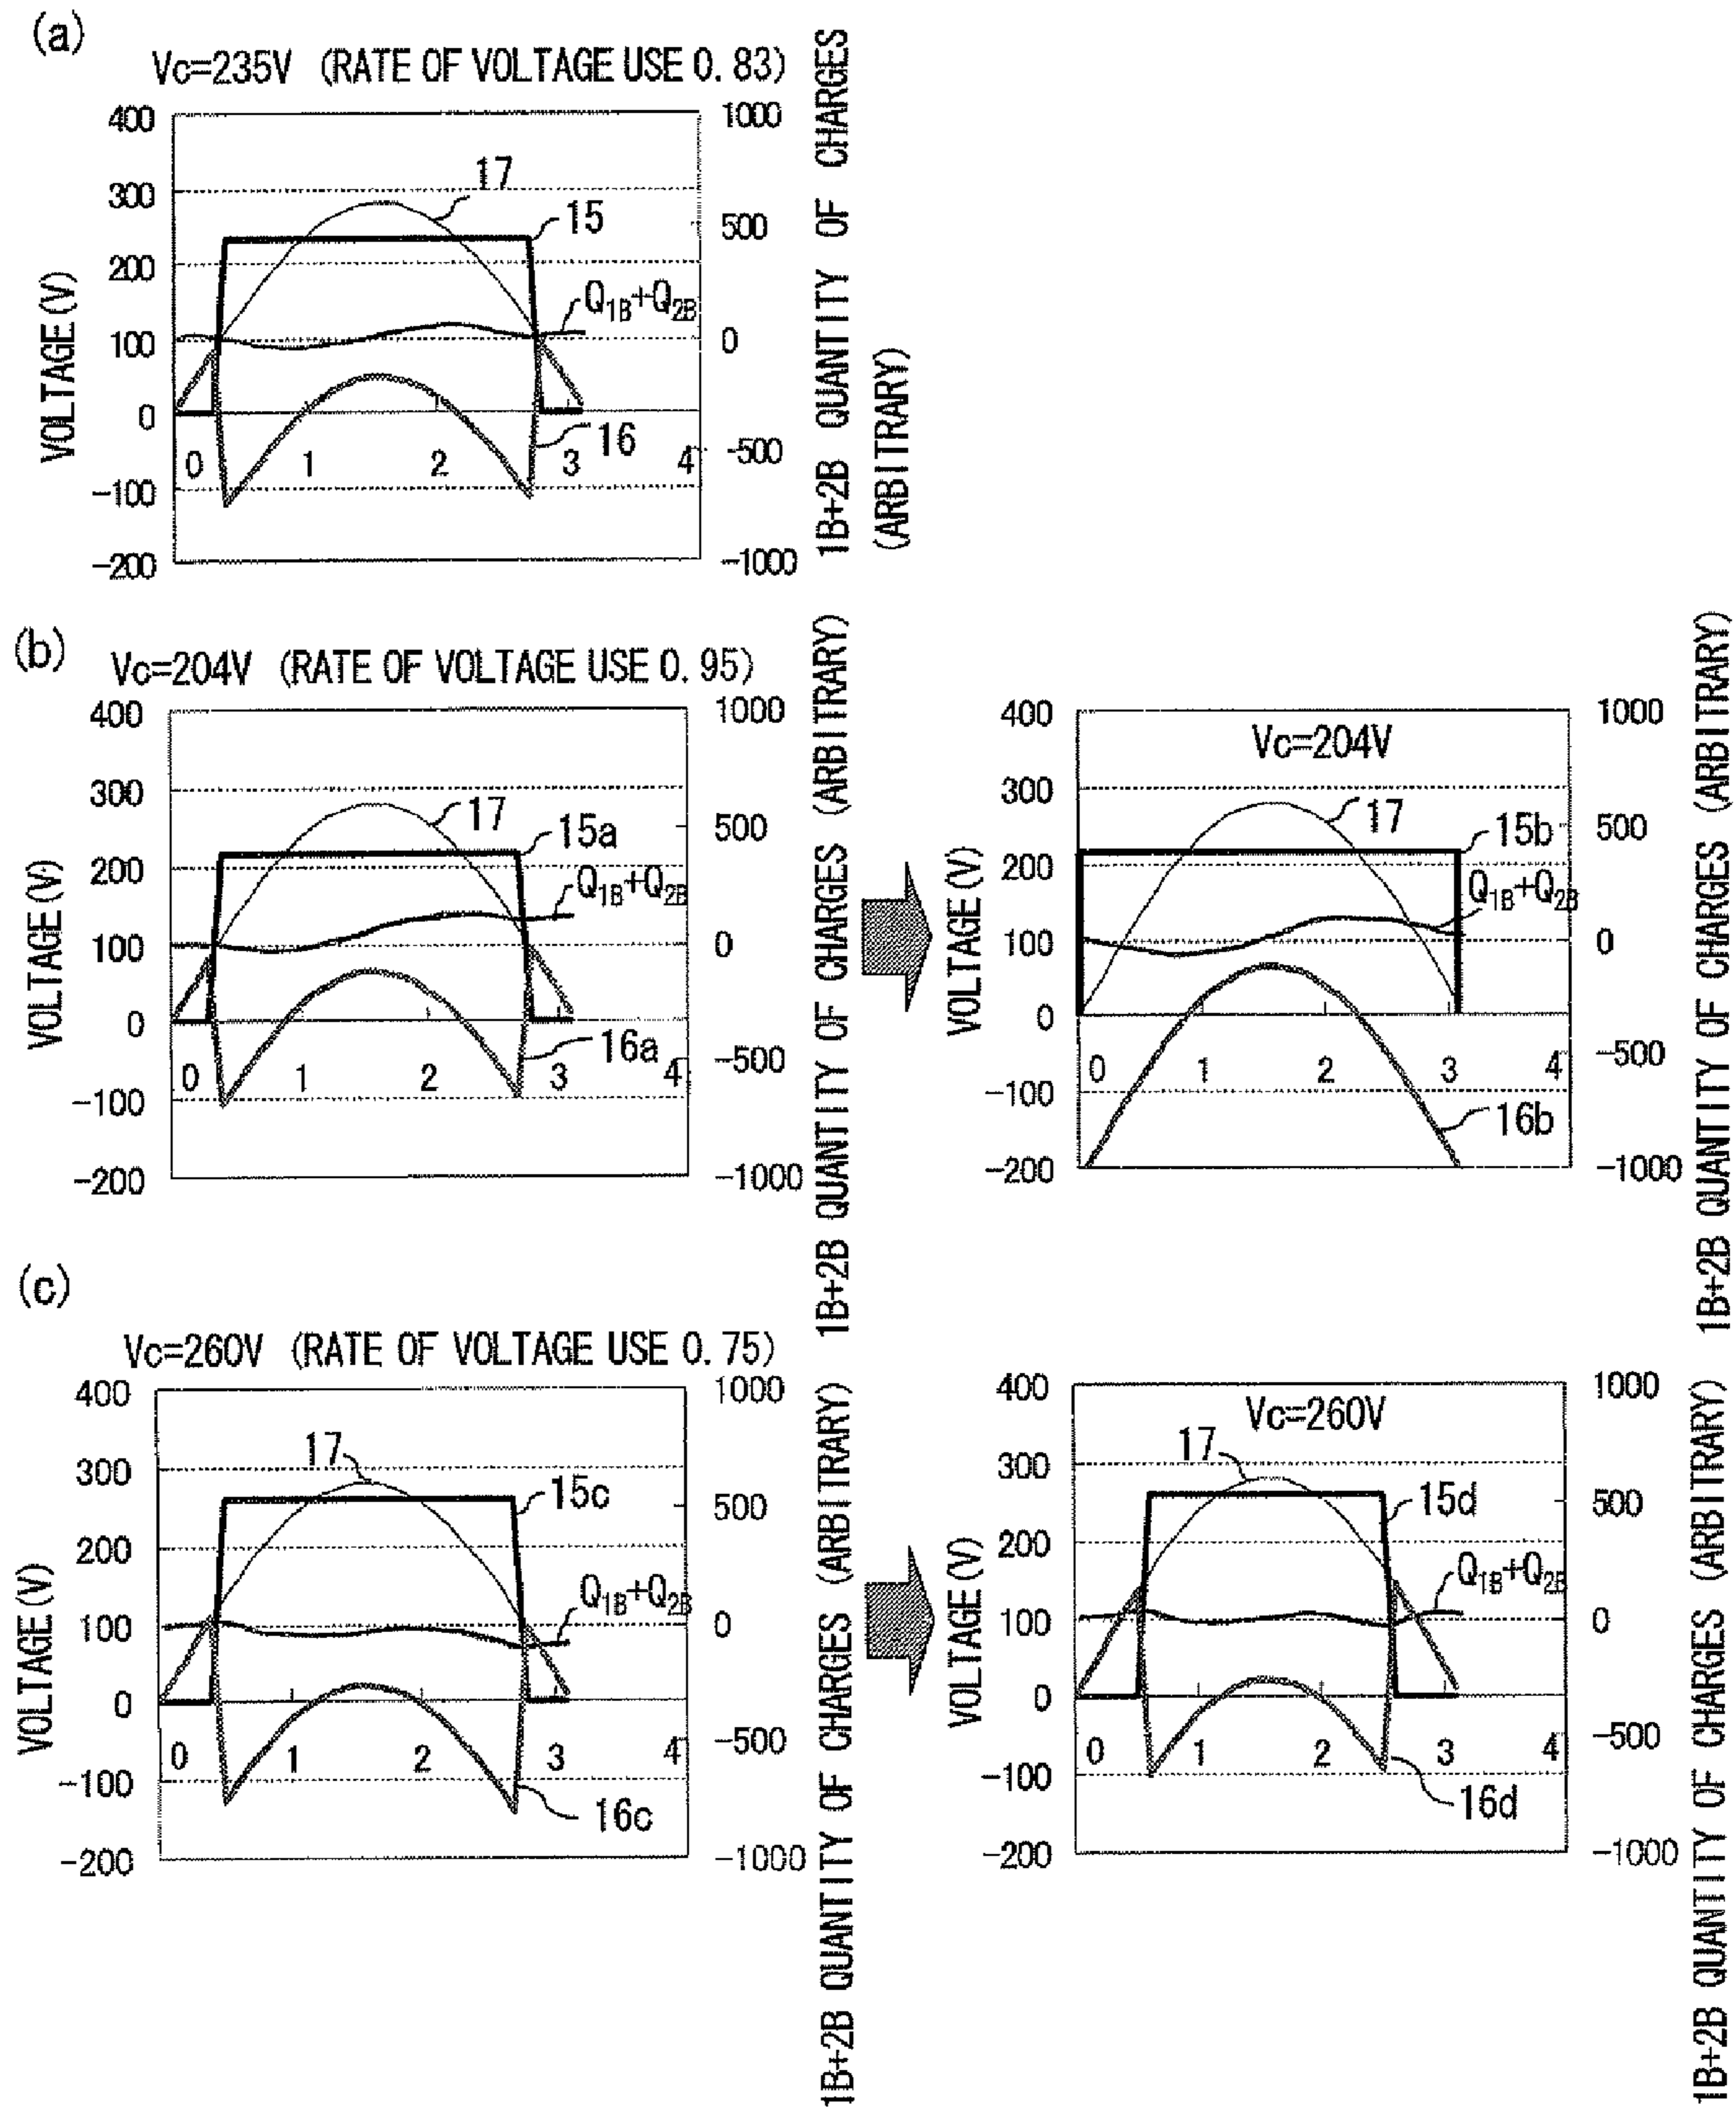 (a)
Vc=235V (RATE OF VOLTAGE USE 0.83)
400
300
200
100
0
-100
-200
VOLTAGE(V)
0
1
2
3
4
17
15
Q1B+Q2B
16
1000
500
0
-500
-1000
1B+2B QUANTITY OF CHARGES
(ARBITRARY)
(b)
Vc=204V (RATE OF VOLTAGE USE 0.95)
400
300
200
100
0
-100
-200
VOLTAGE(V)
0
1
2
3
4
17
15a
Q1B+Q2B
16a
1000
500
0
-500
-1000
1B+2B QUANTITY OF CHARGES (ARBITRARY)
Vc=204V
400
300
200
100
0
-100
-200
VOLTAGE(V)
0
1
2
3
4
17
15b
Q1B+Q2B
16b
1000
500
0
-500
-1000
1B+2B QUANTITY OF CHARGES (ARBITRARY)
(c)
Vc=260V (RATE OF VOLTAGE USE 0.75)
400
300
200
100
0
-100
-200
VOLTAGE(V)
0
1
2
3
4
17
15c
Q1B+Q2B
16c
1000
500
0
-500
-1000
1B+2B QUANTITY OF CHARGES (ARBITRARY)
Vc=260V
400
300
200
100
0
-100
-200
VOLTAGE(V)
0
1
2
3
4
17
15d
Q1B+Q2B
16d
1000
500
0
-500
-1000
1B+2B QUANTITY OF CHARGES (ARBITRARY)